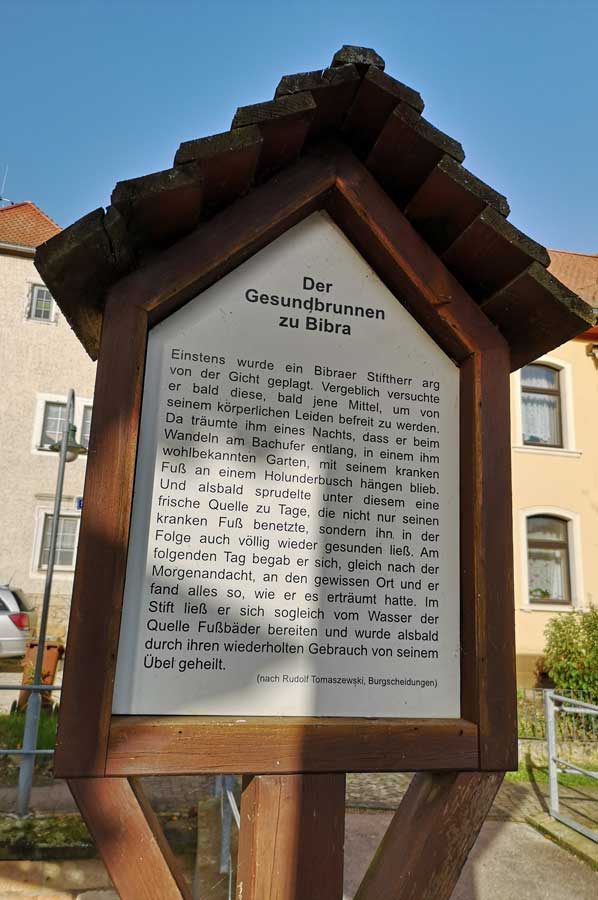 Der
Gesundbrunnen
zu Bibra
Einstens wurde ein Bibraer Stiftherr arg
von der Gicht geplagt. Vergeblich versuchte
er bald diese, bald jene Mittel, um von
seinem körperlichen Leiden befreit zu werden.
Da träumte ihm eines Nachts, dass er beim
Wandeln am Bachufer entlang, in einem ihm
wohlbekannten Garten, mit seinem kranken
Fuß an einem Holunderbusch hängen blieb.
Und alsbald sprudelte unter diesem eine
frische Quelle zu Tage, die nicht nur seinen
kranken Fuß benetzte, sondern ihn in der
Folge auch völlig wieder gesunden ließ. Am
folgenden Tag begab er sich, gleich nach der
Morgenandacht, an den gewissen Ort und er
fand alles so, wie er es erträumt hatte. Im
Stift ließ er sich sogleich vom Wasser der
Quelle Fußbäder bereiten und wurde alsbald
durch ihren wiederholten Gebrauch von seinem
Übel geheilt.
(nach Rudolf Tomaszewski, Burgscheidungen)